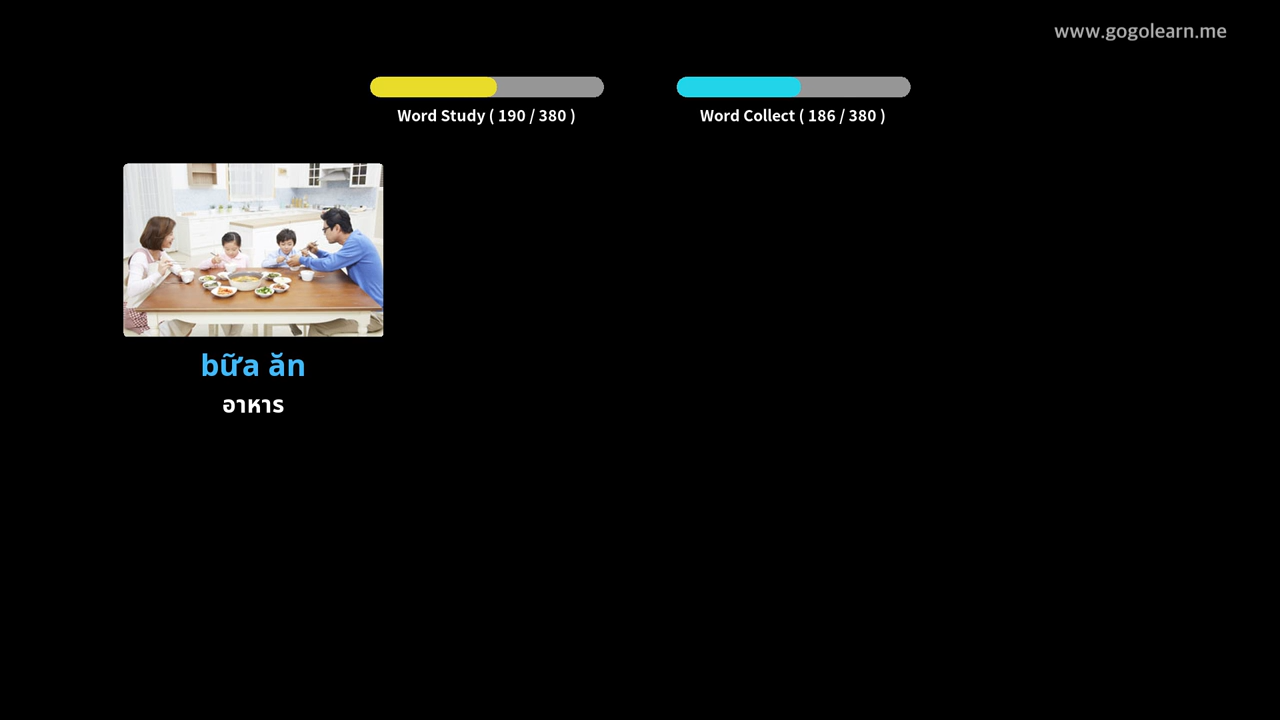 www.gogolearn.me
Word Study ( 190 / 380 )
Word Collect ( 186 / 380 )
bữa ăn
อาหาร